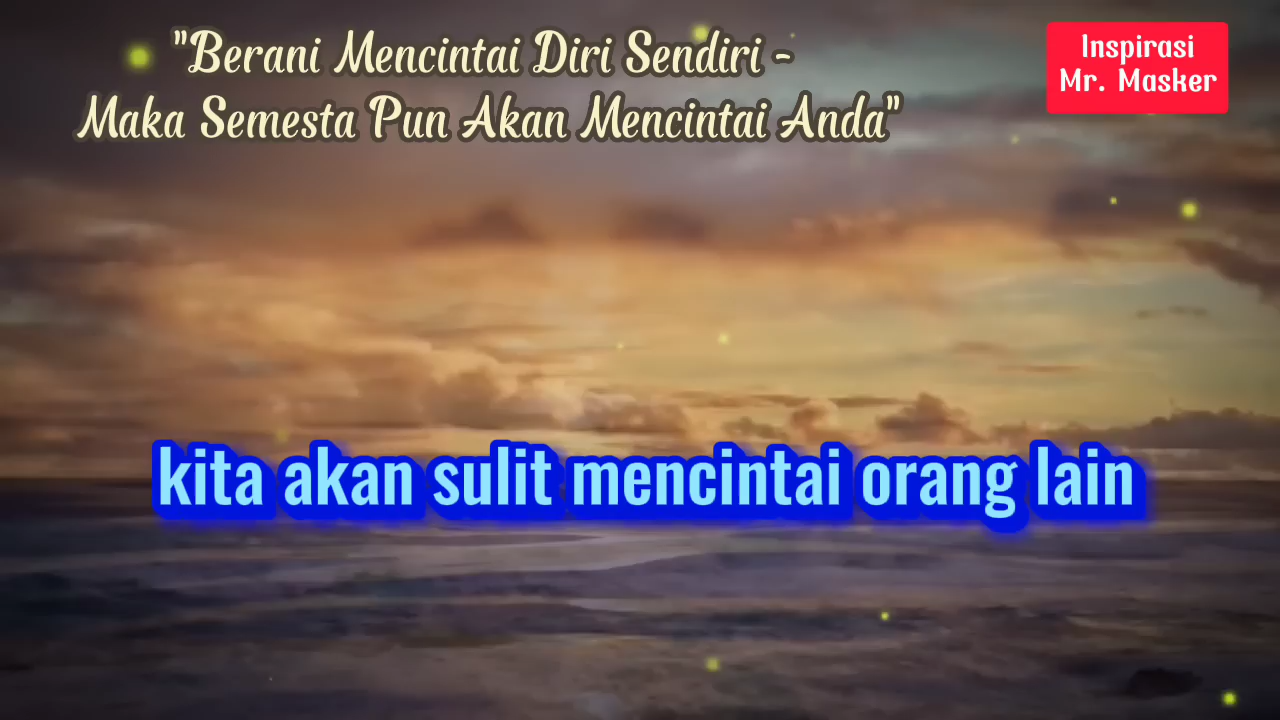 "Berani Mencintai Diri Sendiri -
Maka Semesta Pun Akan Mencintai Anda"
Inspirasi
Mr. Masker
kita akan sulit mencintai orang lain